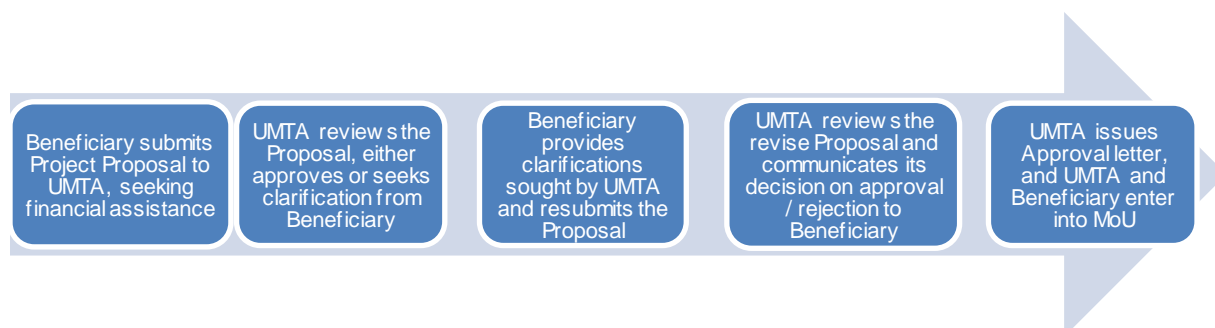 Beneficiary submits
Project Proposal to
UMTA, seeking
financial assistance
UMTA reviews the
Proposal, either
approves or seeks
clarification from
Beneficiary
Beneficiary
provides
clarifications
sought by UMTA
and resubmits the
Proposal
UMTA reviews the
revise Proposal and
communicates its
decision on approval
/ rejection to
Beneficiary
UMTA issues
Approval letter,
and UMTA and
Beneficiary enter
into MoU